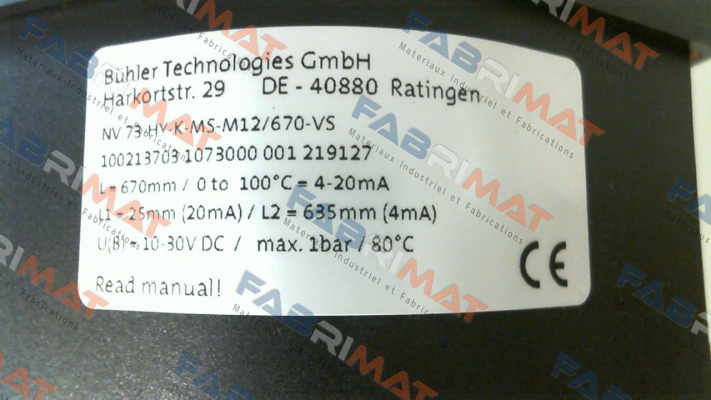 Bühler Technologies GmbH
Harkortstr. 29 DE - 40880 Ratingen
NV 73-HV-K-MS-M12/670-VS
100213703 1073000 001 219127
L = 670mm / 0 to 100°C = 4-20mA
L1 = 25mm (20mA) / L2 = 635mm (4mA)
U(B) = 10-30V DC / max. 1bar / 80°C
Read manual!
CE
FABRIMAT
Materiaux Industriel et Fabrications